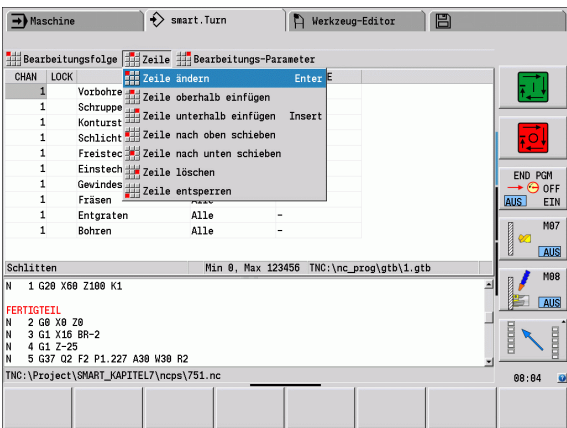 Maschine
smart.Turn
Werkzeug-Editor
Bearbeitungsfolge Zeile Bearbeitungs-Parameter
CHAN LOCK E
Zeile ändern Enter
Zeile oberhalb einfügen
Zeile unterhalb einfügen Insert
Zeile nach oben schieben
Zeile nach unten schieben
Zeile löschen
Zeile entsperren
1 Vorbohre
1 Schruppe
1 Konturst
1 Schlicht
1 Freistec
1 Einstech
1 Gewindes
1 Fräsen
1 Entgraten Alle –
1 Bohren Alle –
Schlitten Min 0, Max 123456 TNC:\nc_prog\gtb\1.gtb
N 1 G20 X60 Z100 K1
FERTIGTEIL
N 2 G0 X0 Z0
N 3 G1 X16 BR-2
N 4 G1 Z-25
N 5 G37 Q2 F2 P1.227 A30 W30 R2
TNC:\Project\SMART_KAPITEL7\ncps\751.nc
END PGM
OFF
AUS EIN
M07
AUS
M08
AUS
08:04